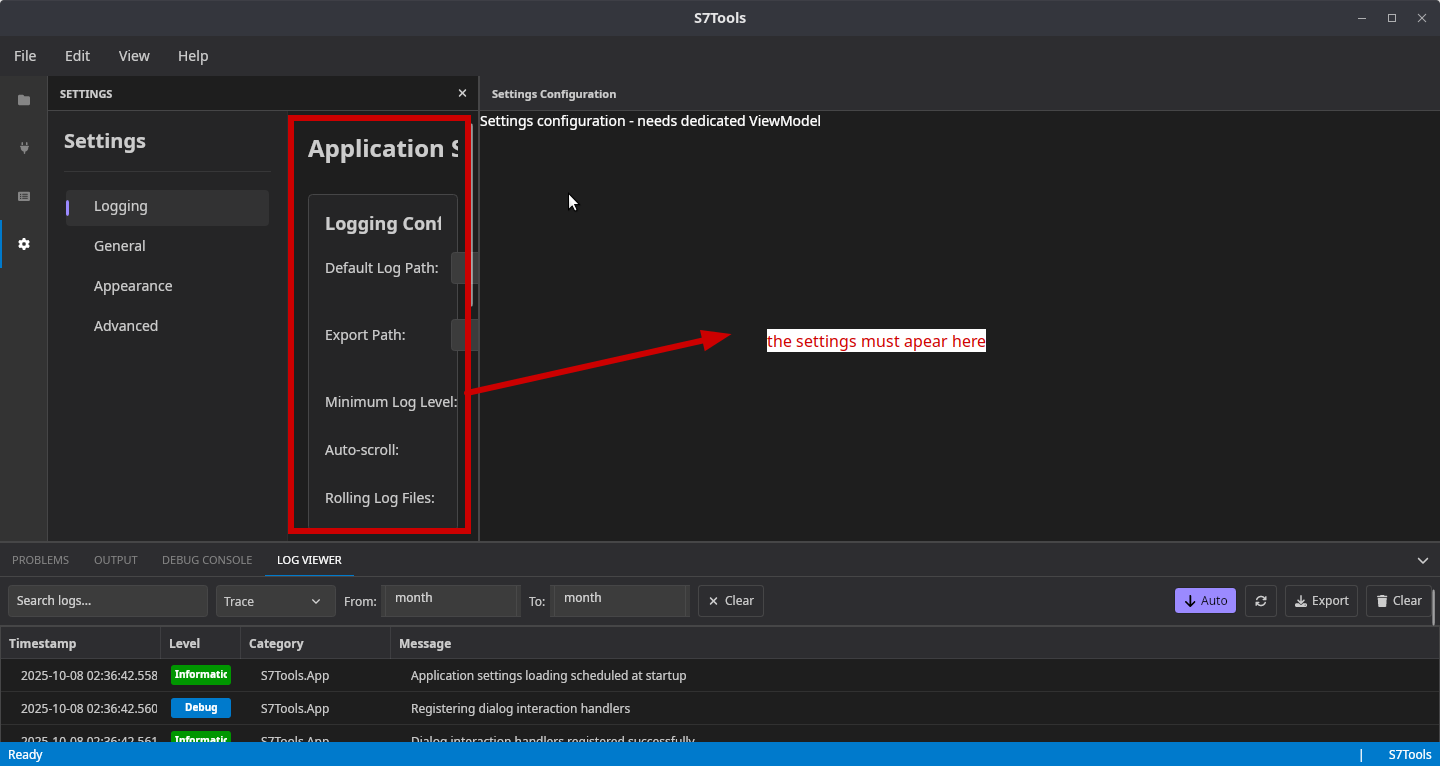 S7Tools
File Edit View Help
SETTINGS
Settings
Logging
General
Appearance
Advanced
Application S
Logging Conf
Default Log Path:
Export Path:
Minimum Log Level:
Auto-scroll:
Rolling Log Files:
Settings Configuration
Settings configuration - needs dedicated ViewModel
the settings must apear here
PROBLEMS OUTPUT DEBUG CONSOLE LOG VIEWER
Search logs... Trace From: month To: month Clear Auto Export Clear
Timestamp Level Category Message
2025-10-08 02:36:42.558 Informatic S7Tools.App Application settings loading scheduled at startup
2025-10-08 02:36:42.560 Debug S7Tools.App Registering dialog interaction handlers
2025-10-08 02:36:42.561 Informatic S7Tools.App Dialog interaction handlers registered successfully
Ready | S7Tools